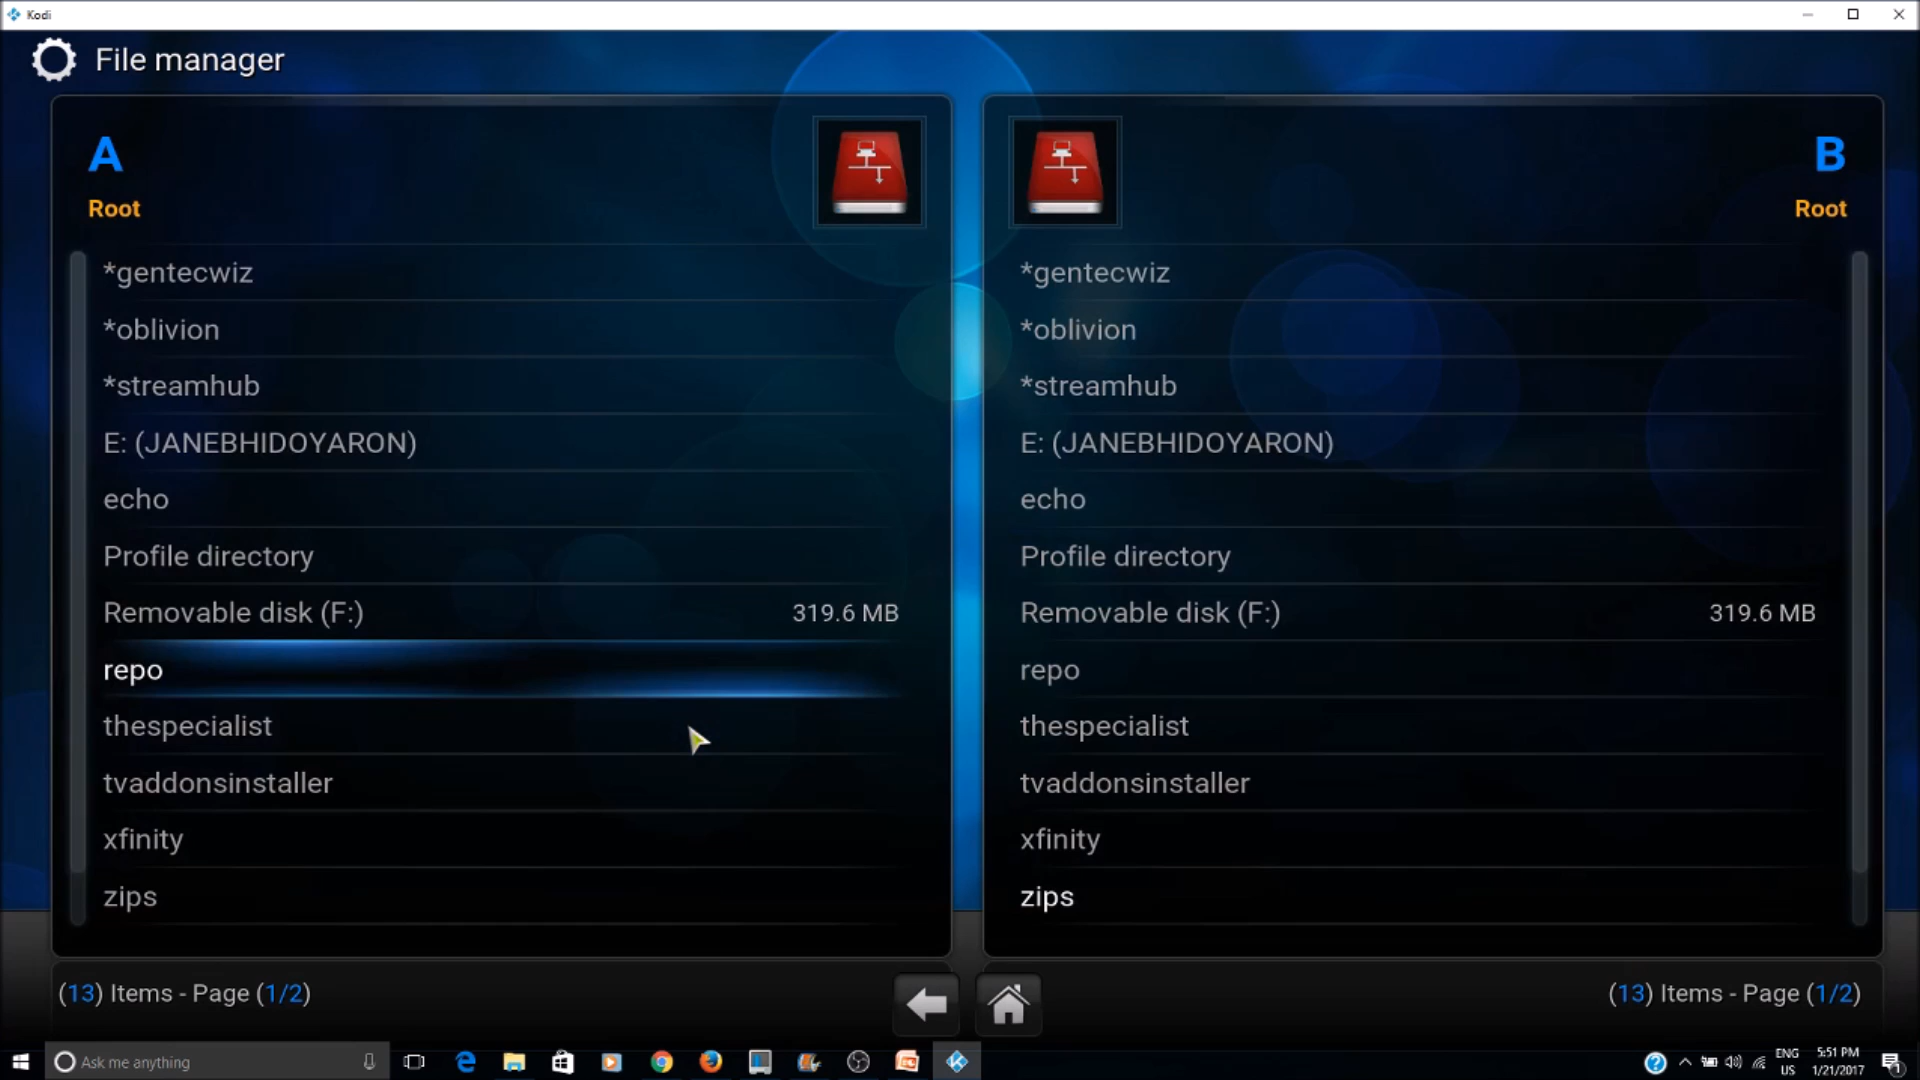 Kodi
File manager
A
Root
*gentecwiz
*oblivion
*streamhub
E: (JANEBHIDOYARON)
echo
Profile directory
Removable disk (F:) 319.6 MB
repo
thespecialist
tvaddonsinstaller
xfinity
zips
(13) Items - Page (1/2)
B
Root
*gentecwiz
*oblivion
*streamhub
E: (JANEBHIDOYARON)
echo
Profile directory
Removable disk (F:) 319.6 MB
repo
thespecialist
tvaddonsinstaller
xfinity
zips
(13) Items - Page (1/2)
Ask me anything
ENG
US
5:51 PM
1/21/2017
1